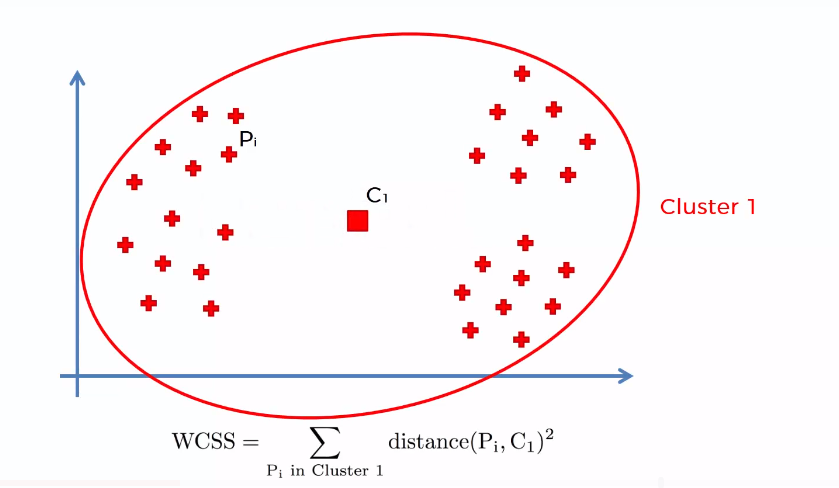 Pi
C1
Cluster 1
WCSS = ∑ distance(Pi, C1)²
Pi in Cluster 1